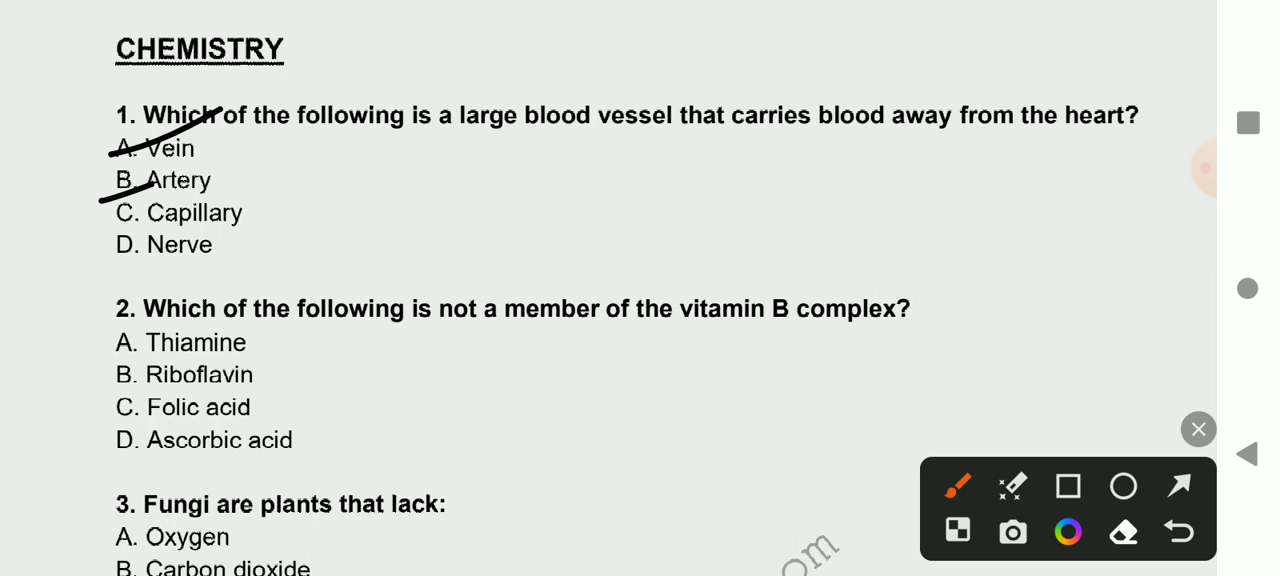 CHEMISTRY
1. Which of the following is a large blood vessel that carries blood away from the heart?
A. Vein
B. Artery
C. Capillary
D. Nerve
2. Which of the following is not a member of the vitamin B complex?
A. Thiamine
B. Riboflavin
C. Folic acid
D. Ascorbic acid
3. Fungi are plants that lack:
A. Oxygen
B. Carbon dioxide
om